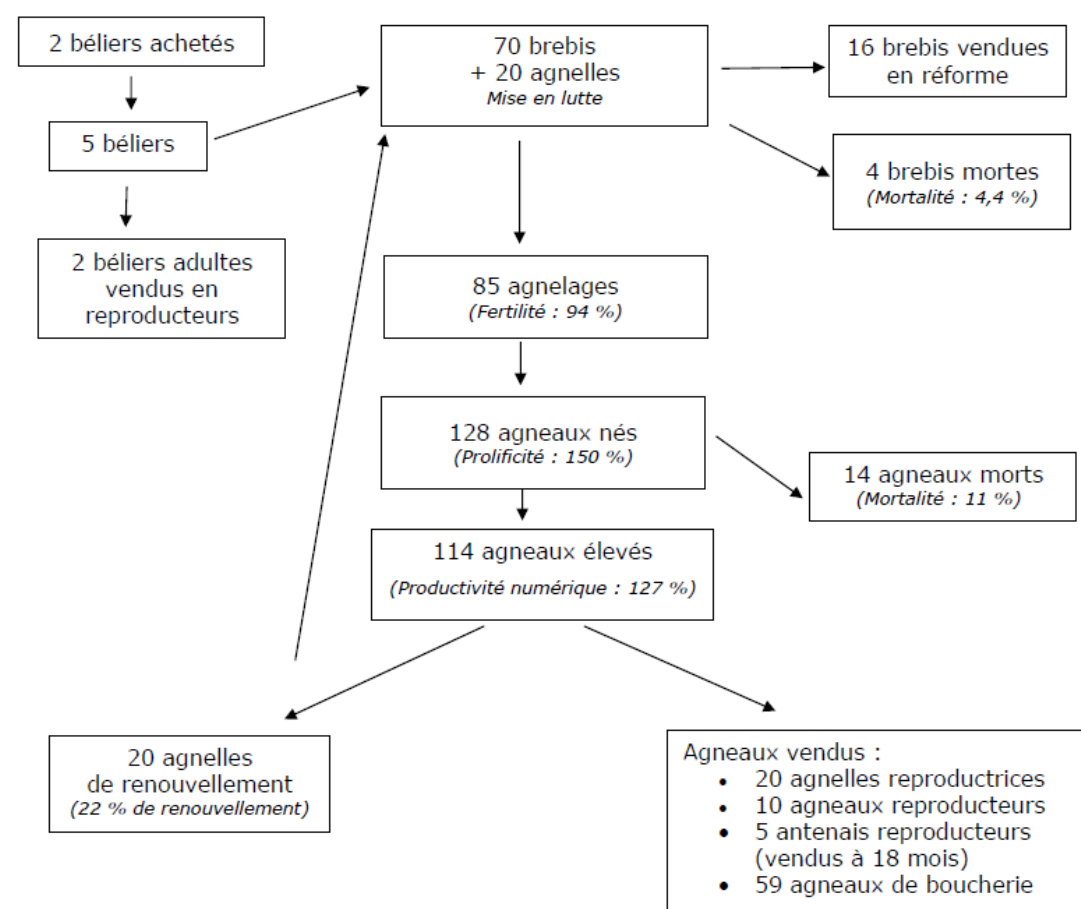 2 béliers achetés
5 béliers
2 béliers adultes
vendus en
reproducteurs
70 brebis
+ 20 agnelles
Mise en lutte
16 brebis vendues
en réforme
4 brebis mortes
(Mortalité : 4,4 %)
85 agnelages
(Fertilité : 94 %)
128 agneaux nés
(Prolificité : 150 %)
14 agneaux morts
(Mortalité : 11 %)
114 agneaux élevés
(Productivité numérique : 127 %)
20 agnelles
de renouvellement
(22 % de renouvellement)
Agneaux vendus :
• 20 agnelles reproductrices
• 10 agneaux reproducteurs
• 5 antenais reproducteurs
(vendus à 18 mois)
• 59 agneaux de boucherie